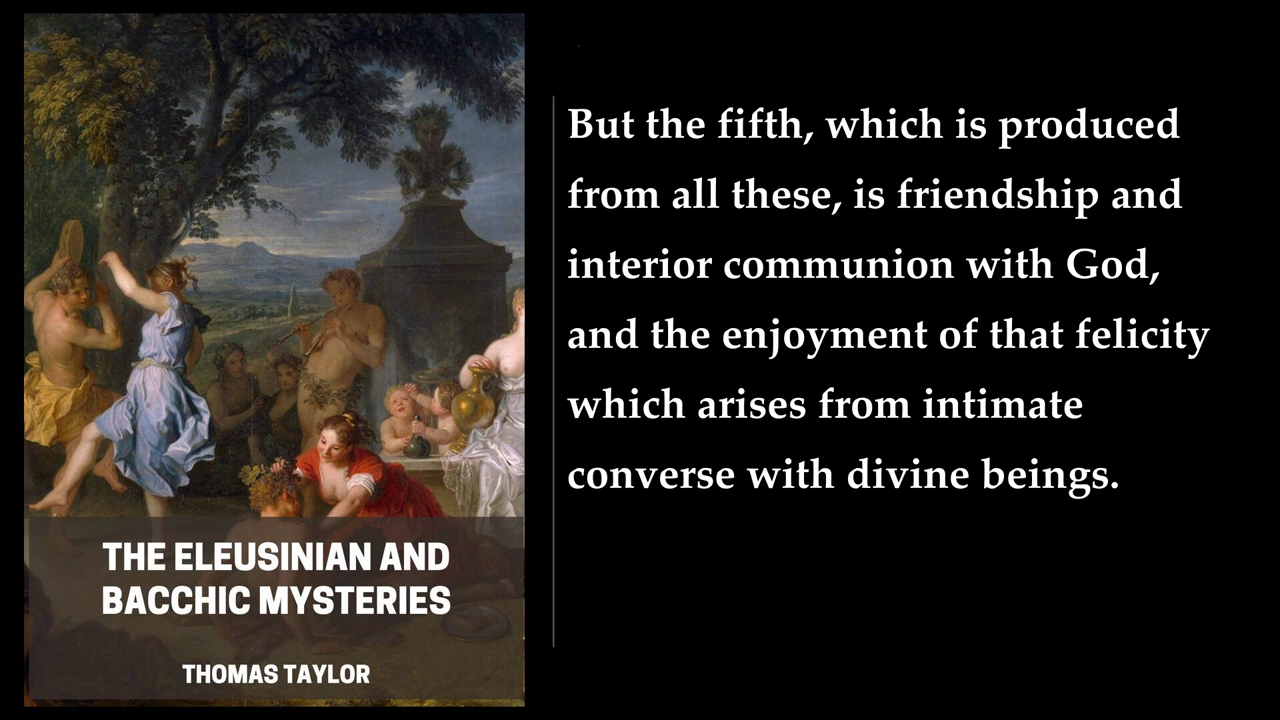 THE ELEUSINIAN AND
BACCHIC MYSTERIES
THOMAS TAYLOR
But the fifth, which is produced
from all these, is friendship and
interior communion with God,
and the enjoyment of that felicity
which arises from intimate
converse with divine beings.